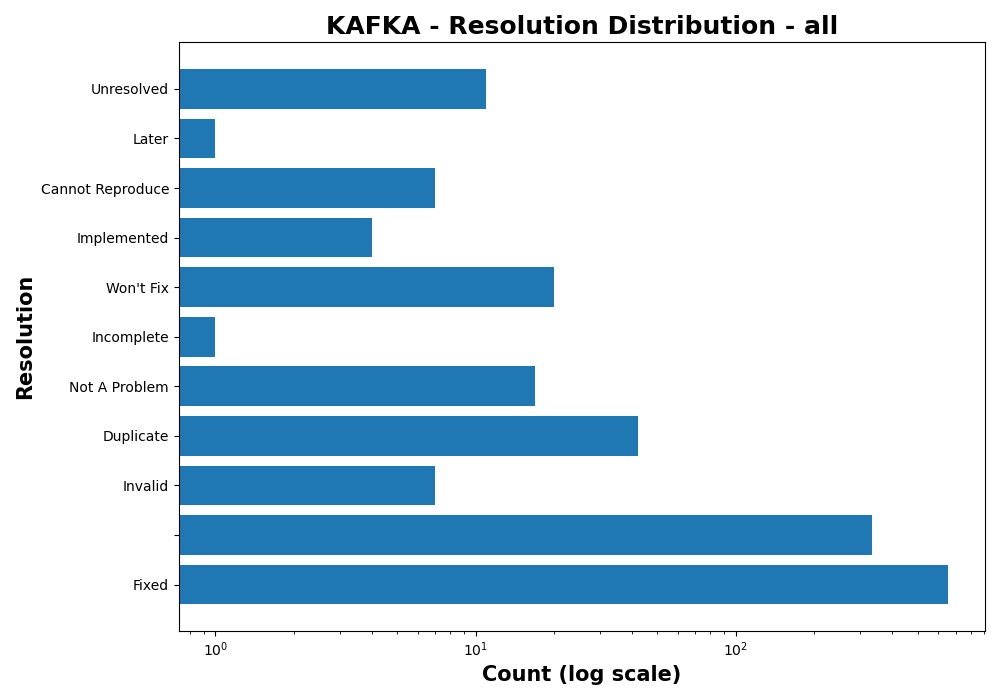 KAFKA - Resolution Distribution - all
Unresolved
Later
Cannot Reproduce
Implemented
Won't Fix
Incomplete
Not A Problem
Duplicate
Invalid
Fixed
Resolution
10⁰ 10¹ 10²
Count (log scale)